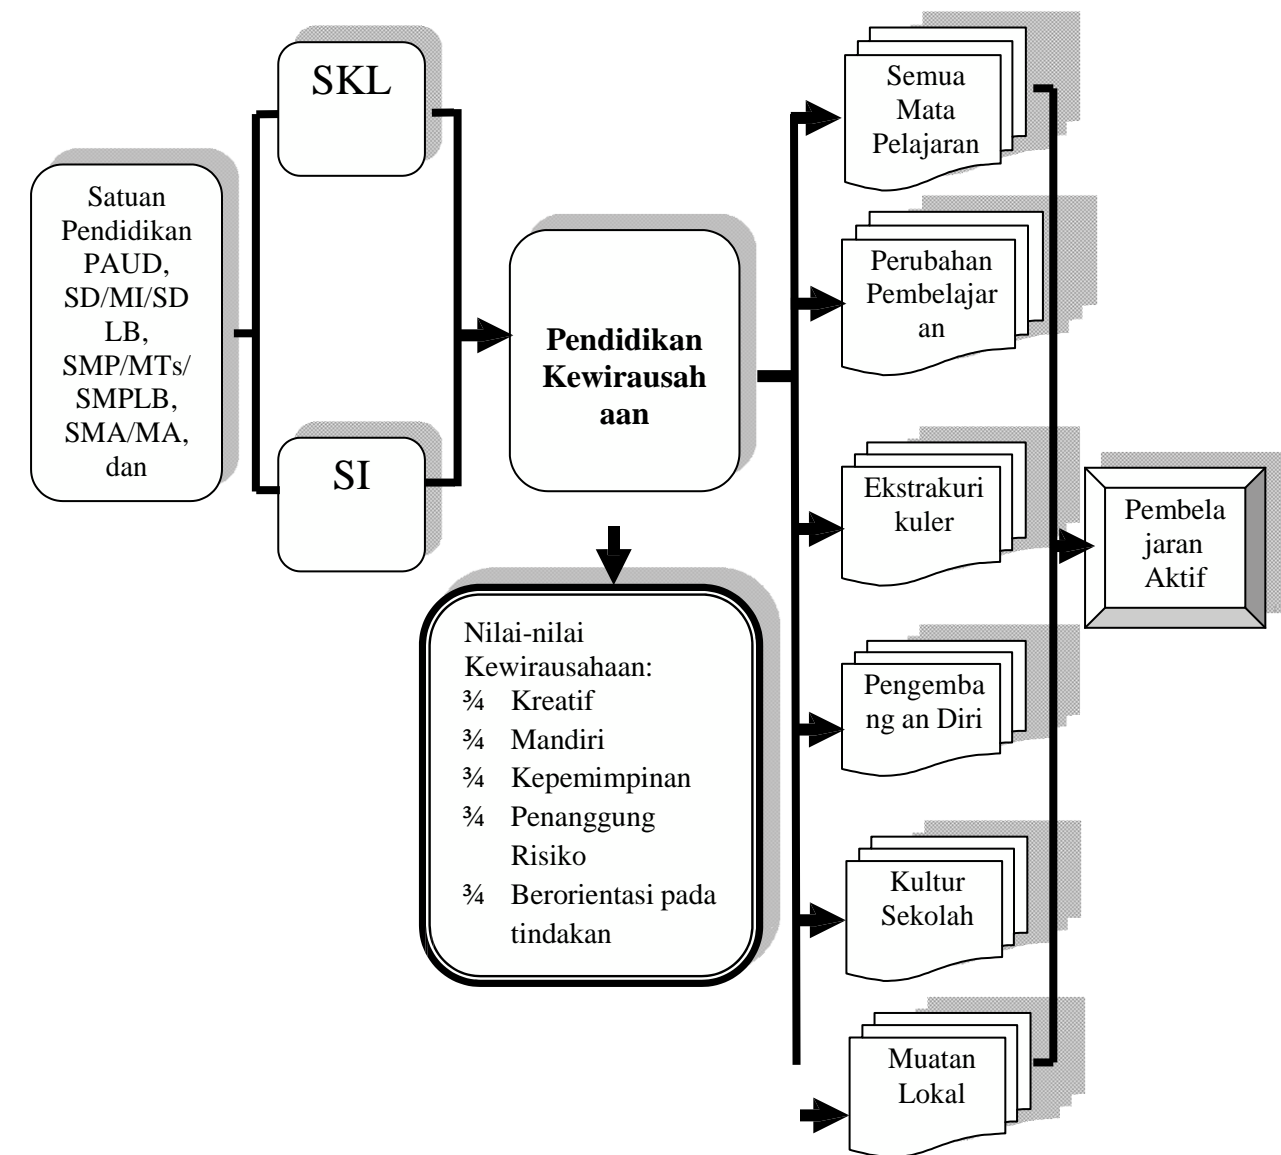 SKL
Satuan
Pendidikan
PAUD,
SD/MI/SD
LB,
SMP/MTs/
SMPLB,
SMA/MA,
dan
SI
Pendidikan
Kewirausah
aan
Nilai-nilai
Kewirausahaan:
¾ Kreatif
¾ Mandiri
¾ Kepemimpinan
¾ Penanggung
Risiko
¾ Berorientasi pada
tindakan
Semua
Mata
Pelajaran
Perubahan
Pembelajar
an
Ekstrakuri
kuler
Pengemba
ng an Diri
Kultur
Sekolah
Muatan
Lokal
Pembela
jaran
Aktif